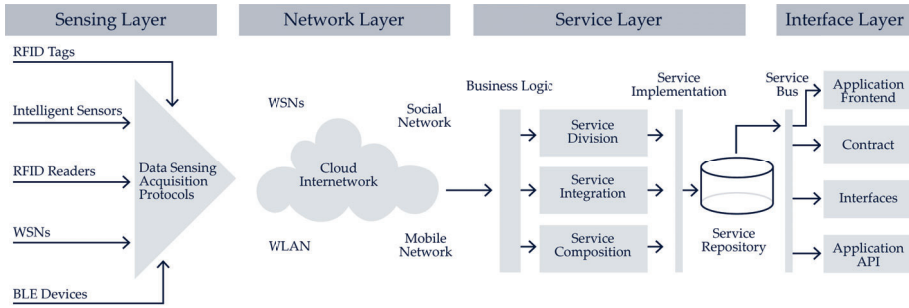 Sensing Layer
Network Layer
Service Layer
Interface Layer
RFID Tags
Intelligent Sensors
RFID Readers
WSNs
BLE Devices
Data Sensing
Acquisition
Protocols
WSNs
Social
Network
Cloud
Internetwork
WLAN
Mobile
Network
Business Logic
Service
Division
Service
Integration
Service
Composition
Service
Implementation
Service
Repository
Service
Bus
Application
Frontend
Contract
Interfaces
Application
API